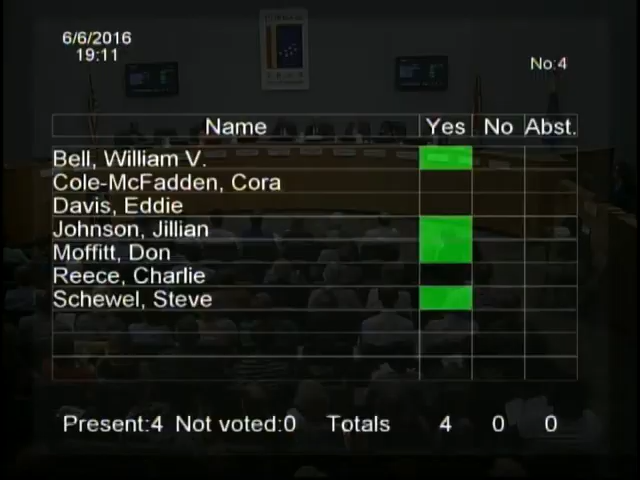 6/6/2016
19:11
No:4
Name Yes No Abst.
Bell, William V.
Cole-McFadden, Cora
Davis, Eddie
Johnson, Jillian
Moffitt, Don
Reece, Charlie
Schewel, Steve
Present:4 Not voted:0 Totals 4 0 0